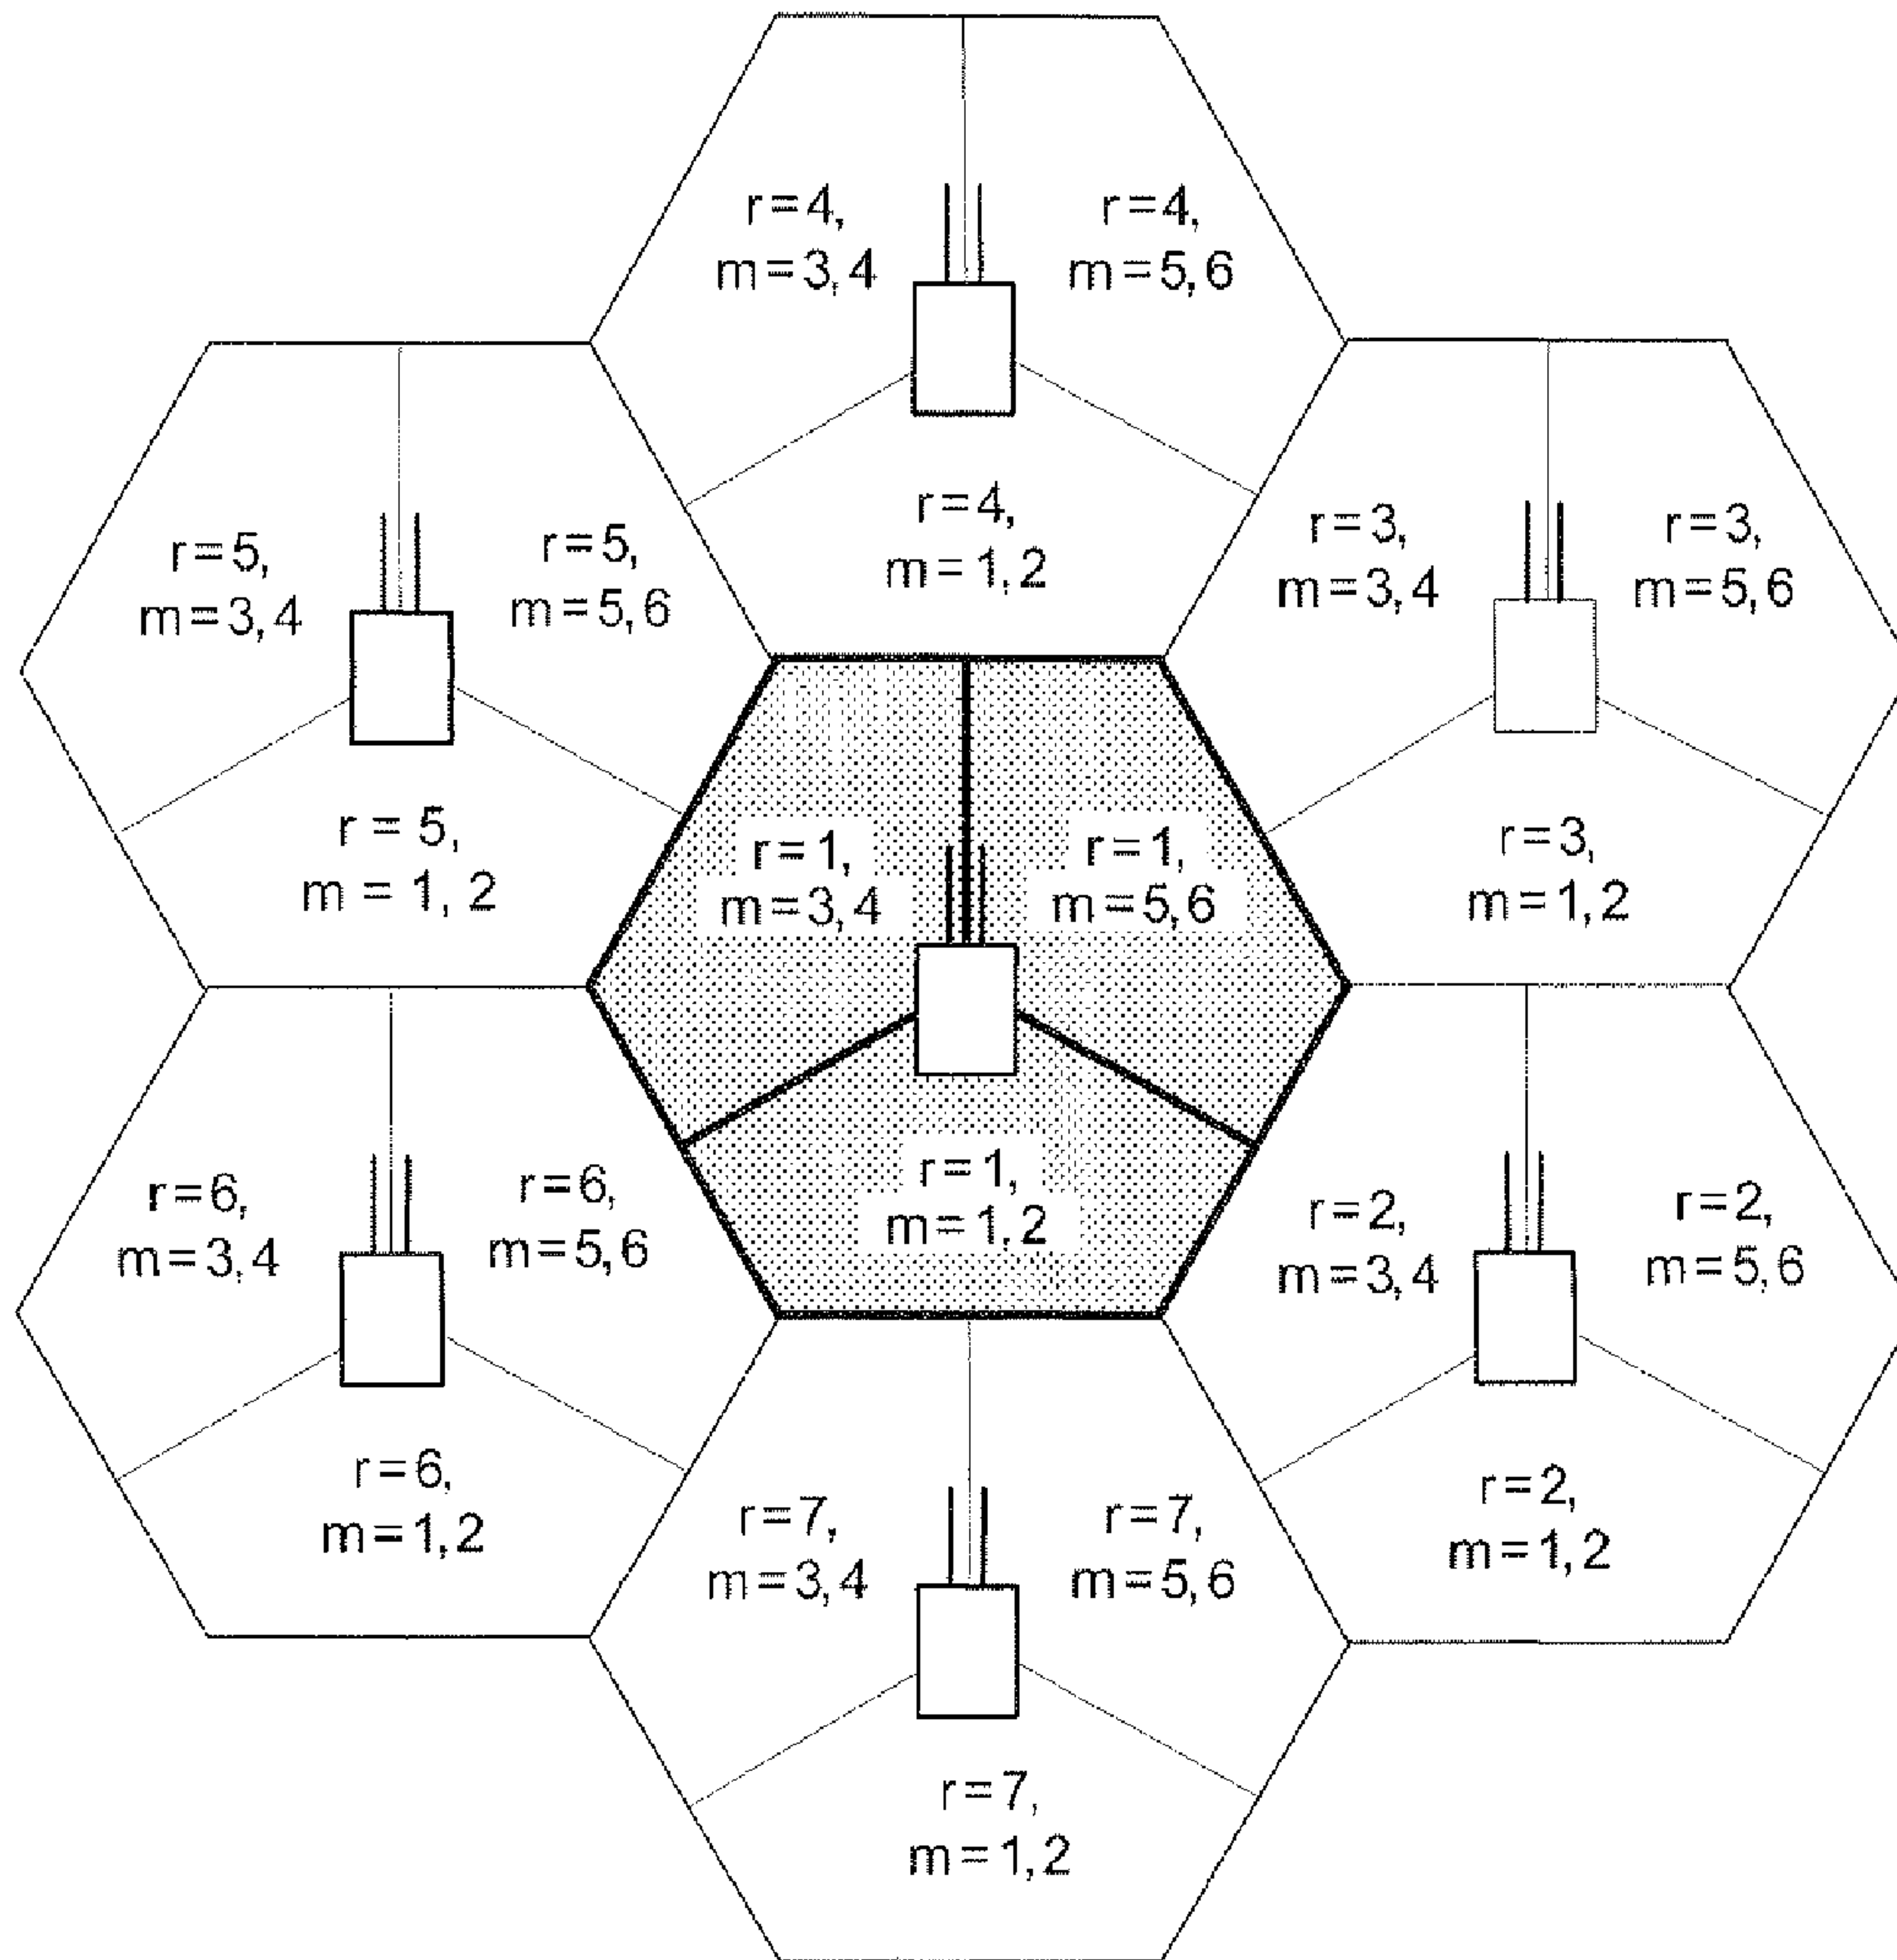 r=4,
m=3,4
r=4,
m=5,6
r=4,
m=1,2
r=5,
m=3,4
r=5,
m=5,6
r = 5,
m = 1, 2
r=3,
m=3,4
r=3,
m=5,6
r=3,
m=1,2
r=1,
m=3,4
r=1,
m=5,6
r=1,
m=1,2
r=6,
m=3,4
r=6,
m=5,6
r=6,
m=1,2
r=2,
m=3,4
r=2,
m=5,6
r=2,
m=1,2
r=7,
m=3,4
r=7,
m=5,6
r=7,
m=1,2